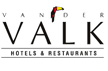 VAN DER
VALK
HOTELS & RESTAURANTS